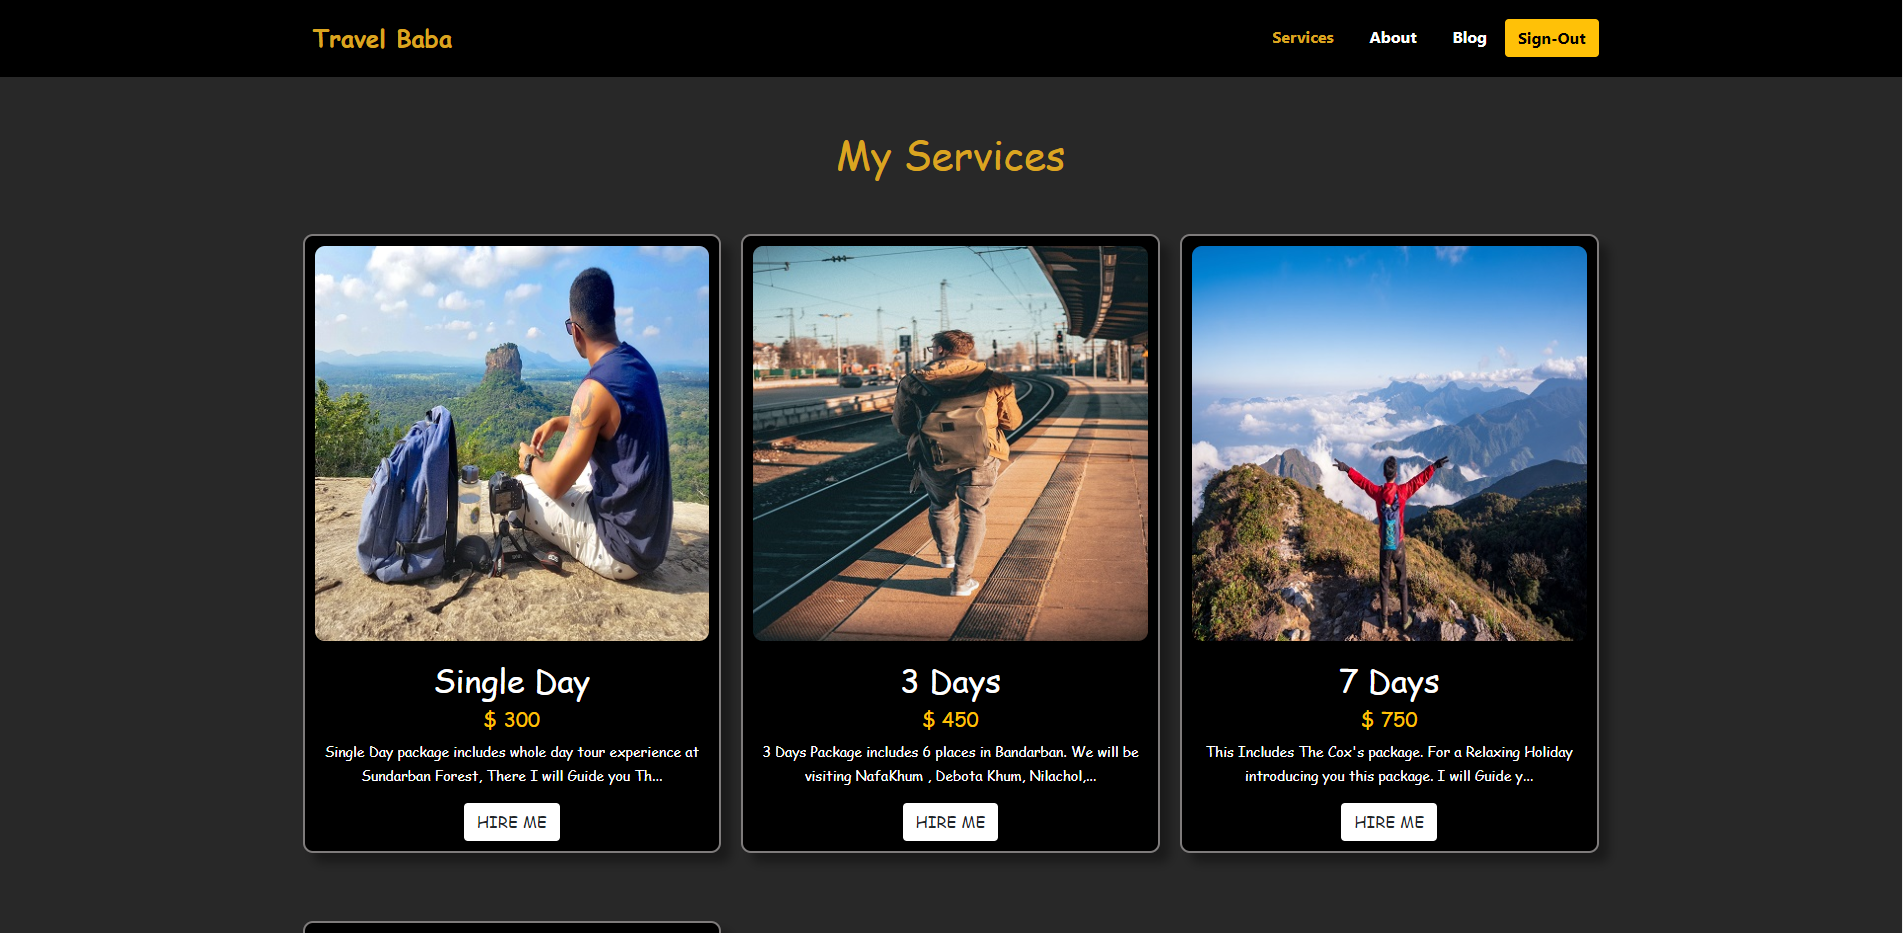 Travel Baba
Services
About
Blog
Sign-Out
My Services
Single Day
$ 300
Single Day package includes whole day tour experience at
Sundarban Forest, There I will Guide you Th...
HIRE ME
3 Days
$ 450
3 Days Package includes 6 places in Bandarban. We will be
visiting NafaKhum , Debota Khum, Nilachol,...
HIRE ME
7 Days
$ 750
This Includes The Cox's package. For a Relaxing Holiday
introducing you this package. I will Guide y...
HIRE ME